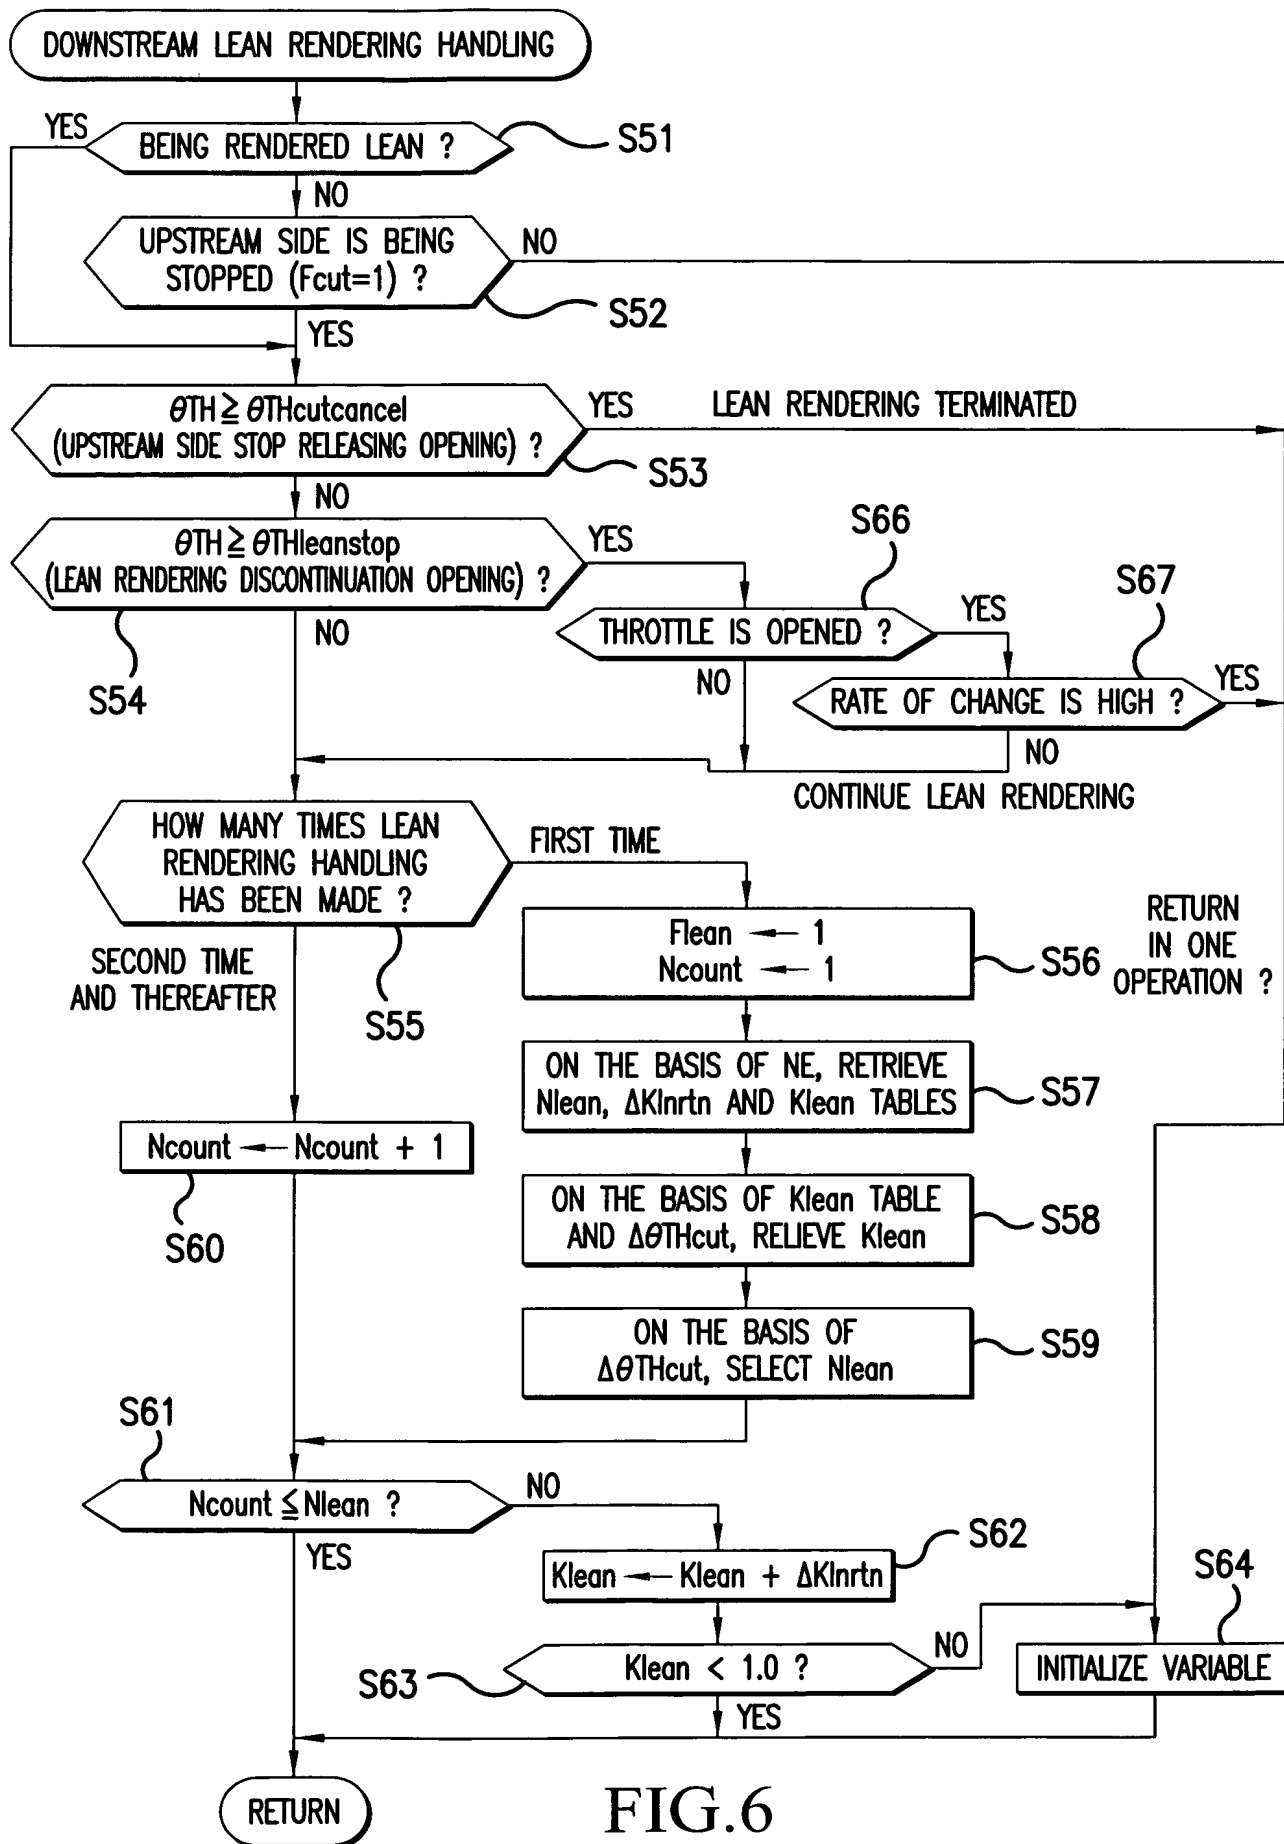 DOWNSTREAM LEAN RENDERING HANDLING
YES
BEING RENDERED LEAN ?
S51
NO
UPSTREAM SIDE IS BEING
STOPPED (Fcut=1) ?
NO
S52
YES
θTH ≧ θTHcutcancel
(UPSTREAM SIDE STOP RELEASING OPENING) ?
YES
LEAN RENDERING TERMINATED
S53
NO
θTH ≧ θTHleanstop
(LEAN RENDERING DISCONTINUATION OPENING) ?
YES
S66
S67
THROTTLE IS OPENED ?
YES
NO
S54
NO
RATE OF CHANGE IS HIGH ?
YES
NO
CONTINUE LEAN RENDERING
HOW MANY TIMES LEAN
RENDERING HANDLING
HAS BEEN MADE ?
FIRST TIME
S55
SECOND TIME
AND THEREAFTER
Flean ← 1
Ncount ← 1
S56
RETURN
IN ONE
OPERATION ?
ON THE BASIS OF NE, RETRIEVE
Nlean, ΔKlnrtn AND Klean TABLES
S57
Ncount ← Ncount + 1
S60
ON THE BASIS OF Klean TABLE
AND ΔθTHcut, RELIEVE Klean
S58
ON THE BASIS OF
ΔθTHcut, SELECT Nlean
S59
S61
Ncount ≦ Nlean ?
NO
YES
Klean ← Klean + ΔKlnrtn
S62
S64
Klean < 1.0 ?
NO
S63
YES
INITIALIZE VARIABLE
RETURN
FIG.6